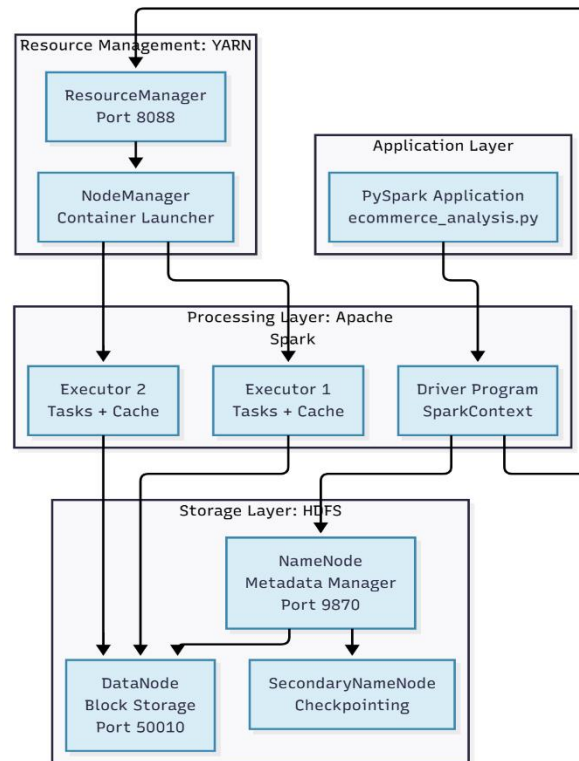 Resource Management: YARN
ResourceManager
Port 8088
NodeManager
Container Launcher
Application Layer
PySpark Application
ecommerce_analysis.py
Processing Layer: Apache
Spark
Executor 2
Tasks + Cache
Executor 1
Tasks + Cache
Driver Program
SparkContext
Storage Layer: HDFS
NameNode
Metadata Manager
Port 9870
DataNode
Block Storage
Port 50010
SecondaryNameNode
Checkpointing